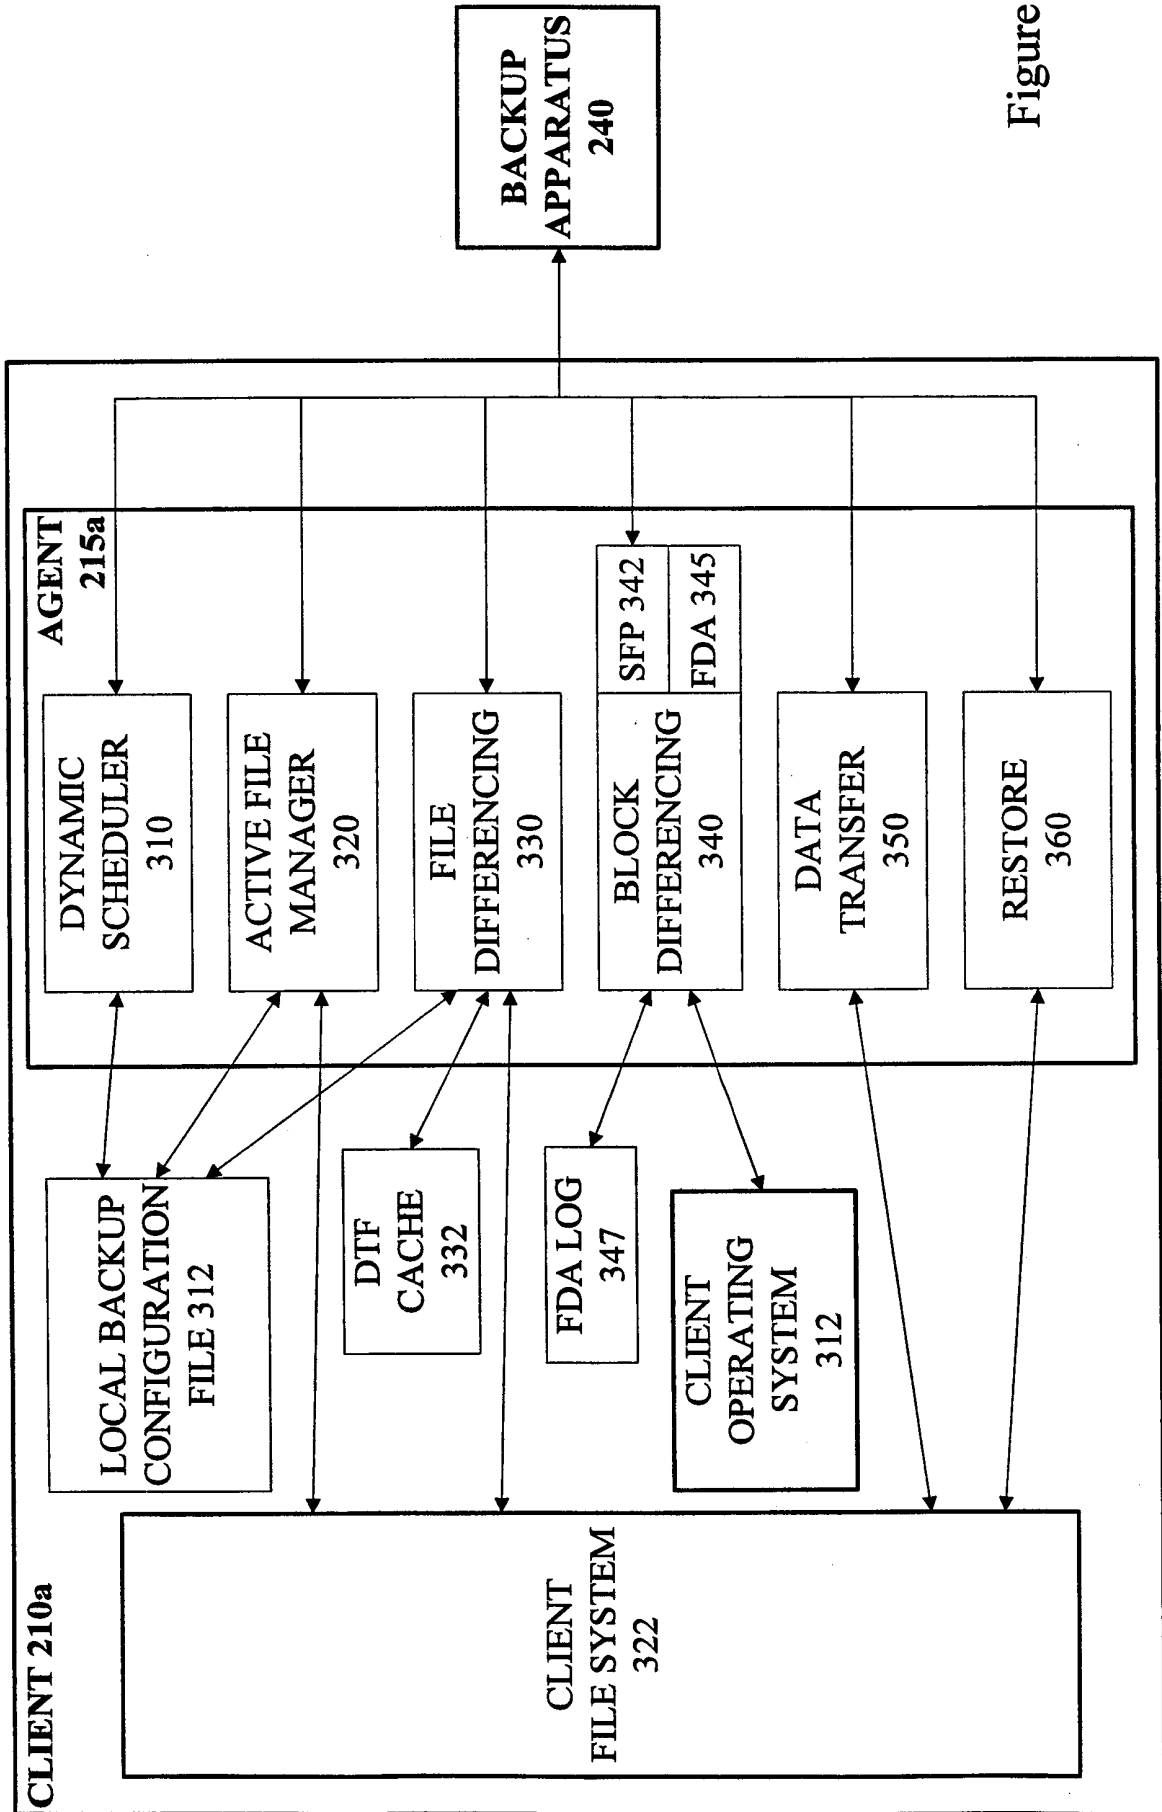 CLIENT 210a
CLIENT
FILE SYSTEM
322
LOCAL BACKUP
CONFIGURATION
FILE 312
DTF
CACHE
332
FDA LOG
347
CLIENT
OPERATING
SYSTEM
312
AGENT
215a
DYNAMIC
SCHEDULER
310
ACTIVE FILE
MANAGER
320
FILE
DIFFERENCING
330
BLOCK
DIFFERENCING
340
SFP 342
FDA 345
DATA
TRANSFER
350
RESTORE
360
BACKUP
APPARATUS
240
Figure